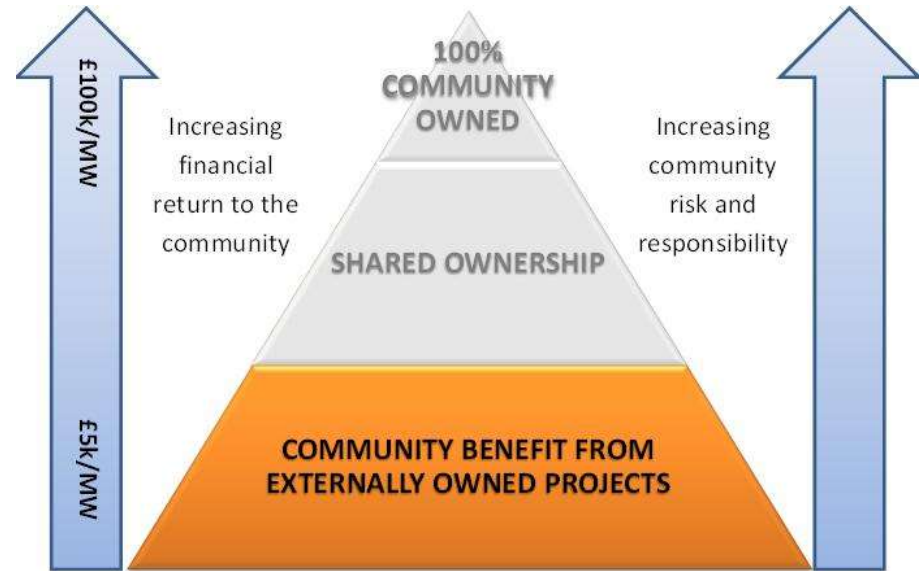 100%
COMMUNITY
OWNED
£100k/MW
Increasing
financial
return to the
community
Increasing
community
risk and
responsibility
SHARED OWNERSHIP
£5k/MW
COMMUNITY BENEFIT FROM
EXTERNALLY OWNED PROJECTS